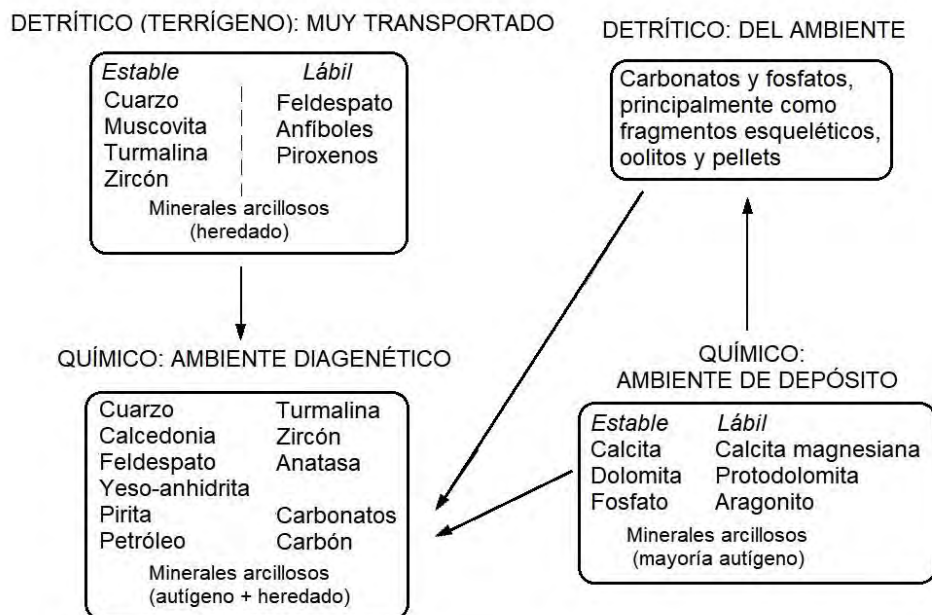 DETRÍTICO (TERRÍGENO): MUY TRANSPORTADO
Estable Lábil
Cuarzo Feldespato
Muscovita Anfíboles
Turmalina Piroxenos
Zircón
Minerales arcillosos
(heredado)
DETRÍTICO: DEL AMBIENTE
Carbonatos y fosfatos,
principalmente como
fragmentos esqueléticos,
oolitos y pellets
QUÍMICO: AMBIENTE DIAGENÉTICO
Cuarzo Turmalina
Calcedonia Zircón
Feldespato Anatasa
Yeso-anhidrita
Pirita Carbonatos
Petróleo Carbón
Minerales arcillosos
(autígeno + heredado)
QUÍMICO:
AMBIENTE DE DEPÓSITO
Estable Lábil
Calcita Calcita magnesiana
Dolomita Protodolomita
Fosfato Aragonito
Minerales arcillosos
(mayoría autígeno)